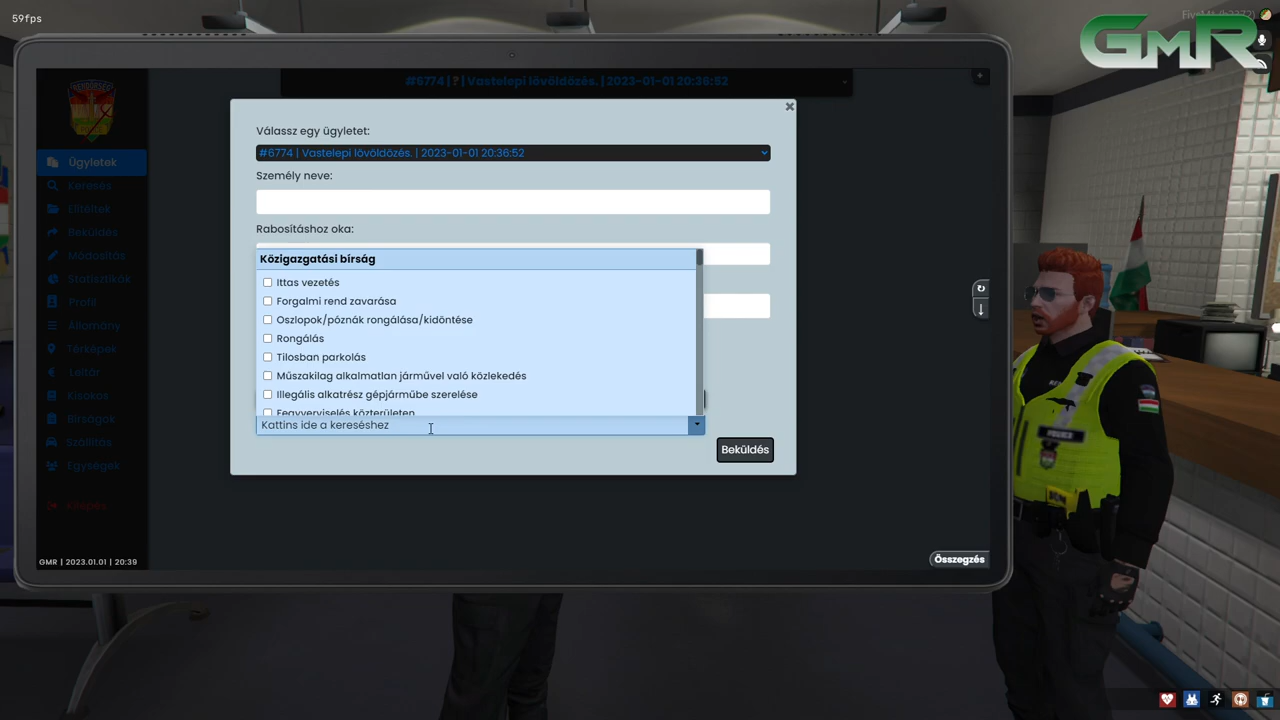 59fps
GMR
RENDŐRSÉG
#6774 | ? | Vastelepi lövöldözés. | 2023-01-01 20:36:52
Ügyletek
Keresés
Elítéltek
Beküldés
Módosítás
Statisztikák
Profil
Állomány
Térképek
Leltár
Kisokos
Bírságok
Szállítás
Egységek
Kilépés
GMR | 2023.01.01 | 20:39
Válassz egy ügyletet:
#6774 | Vastelepi lövöldözés. | 2023-01-01 20:36:52
Személy neve:
Rabosításhoz oka:
Közigazgatási bírság
Ittas vezetés
Forgalmi rend zavarása
Oszlopok/póznák rongálása/kidöntése
Rongálás
Tilosban parkolás
Műszakilag alkalmatlan járművel való közlekedés
Illegális alkatrész gépjárműbe szerelése
Fegyverviselés közterületen
Kattins ide a kereséshez
Beküldés
Összegzés
POLICE